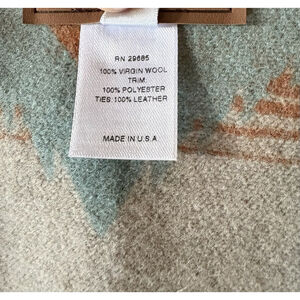 RN 29685
100% VIRGIN WOOL
TRIM:
100% POLYESTER
TIES: 100% LEATHER
MADE IN U.S.A